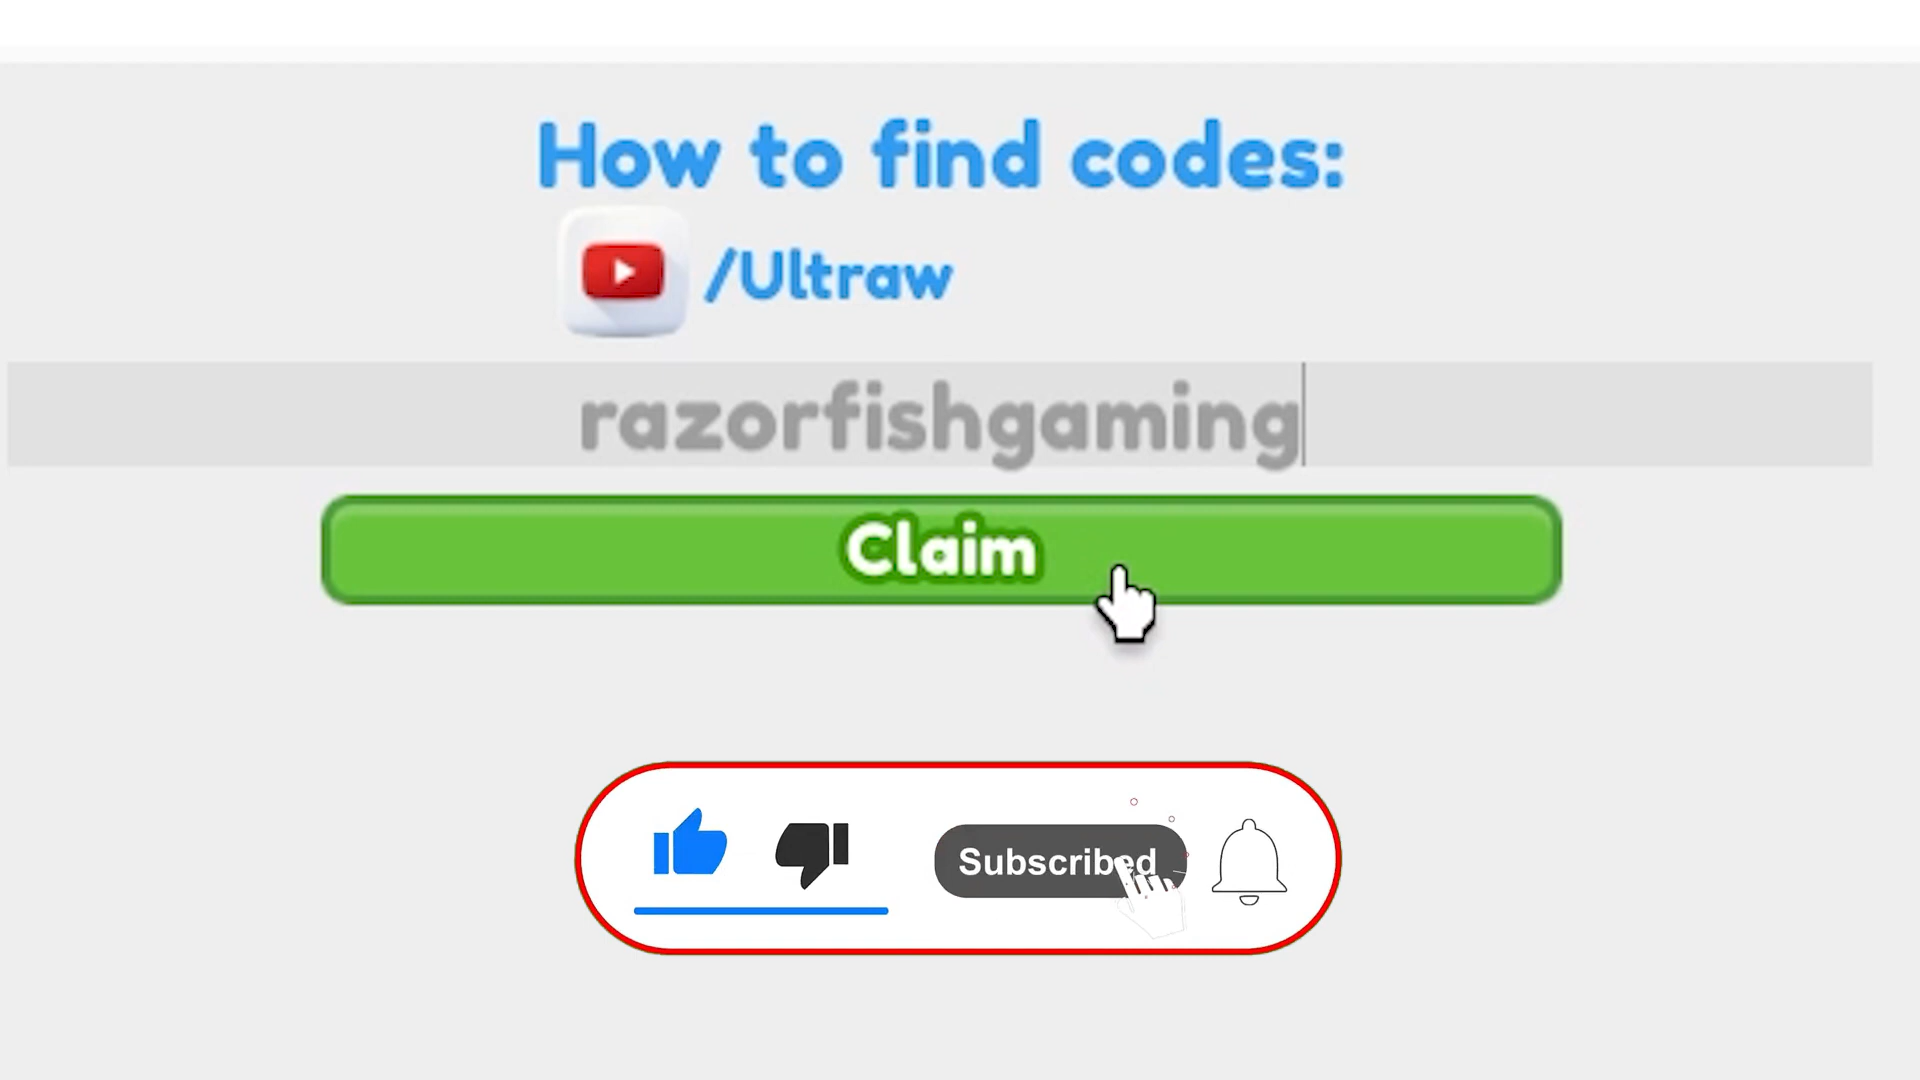 How to find codes:
/Ultraw
razorfishgaming
Claim
Subscribed